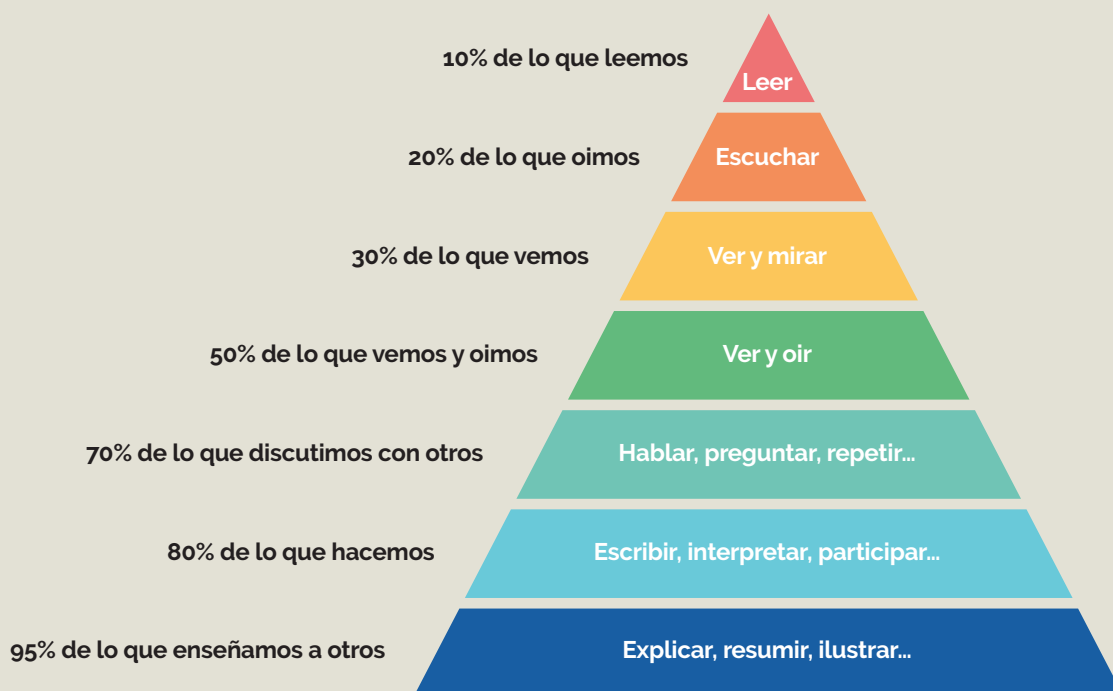 10% de lo que leemos
Leer
20% de lo que oimos
Escuchar
30% de lo que vemos
Ver y mirar
50% de lo que vemos y oimos
Ver y oir
70% de lo que discutimos con otros
Hablar, preguntar, repetir...
80% de lo que hacemos
Escribir, interpretar, participar...
95% de lo que enseñamos a otros
Explicar, resumir, ilustrar...